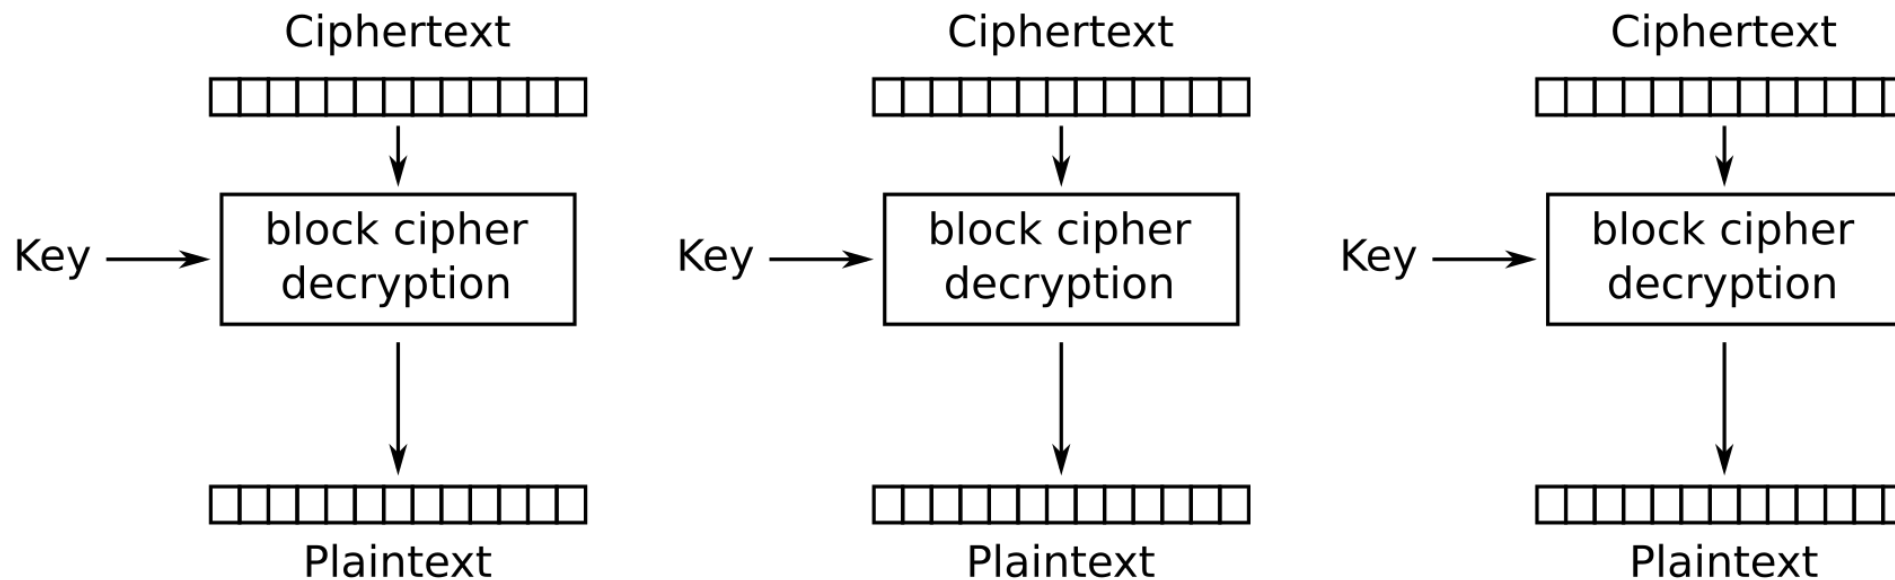 Ciphertext
Ciphertext
Ciphertext
Key
block cipher
decryption
Key
block cipher
decryption
Key
block cipher
decryption
Plaintext
Plaintext
Plaintext